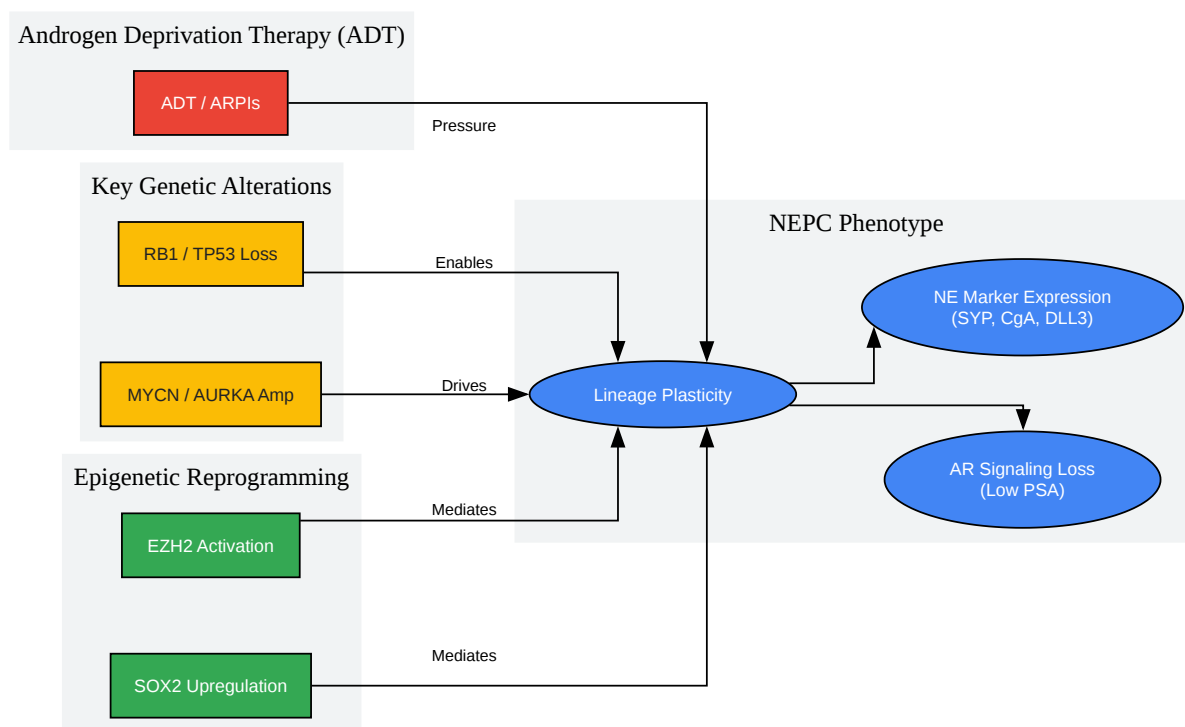 Androgen Deprivation Therapy (ADT)
ADT / ARPIs
Pressure
Key Genetic Alterations
RB1 / TP53 Loss
Enables
MYCN / AURKA Amp
Drives
Epigenetic Reprogramming
EZH2 Activation
Mediates
SOX2 Upregulation
Mediates
NEPC Phenotype
Lineage Plasticity
NE Marker Expression
(SYP, CgA, DLL3)
AR Signaling Loss
(Low PSA)